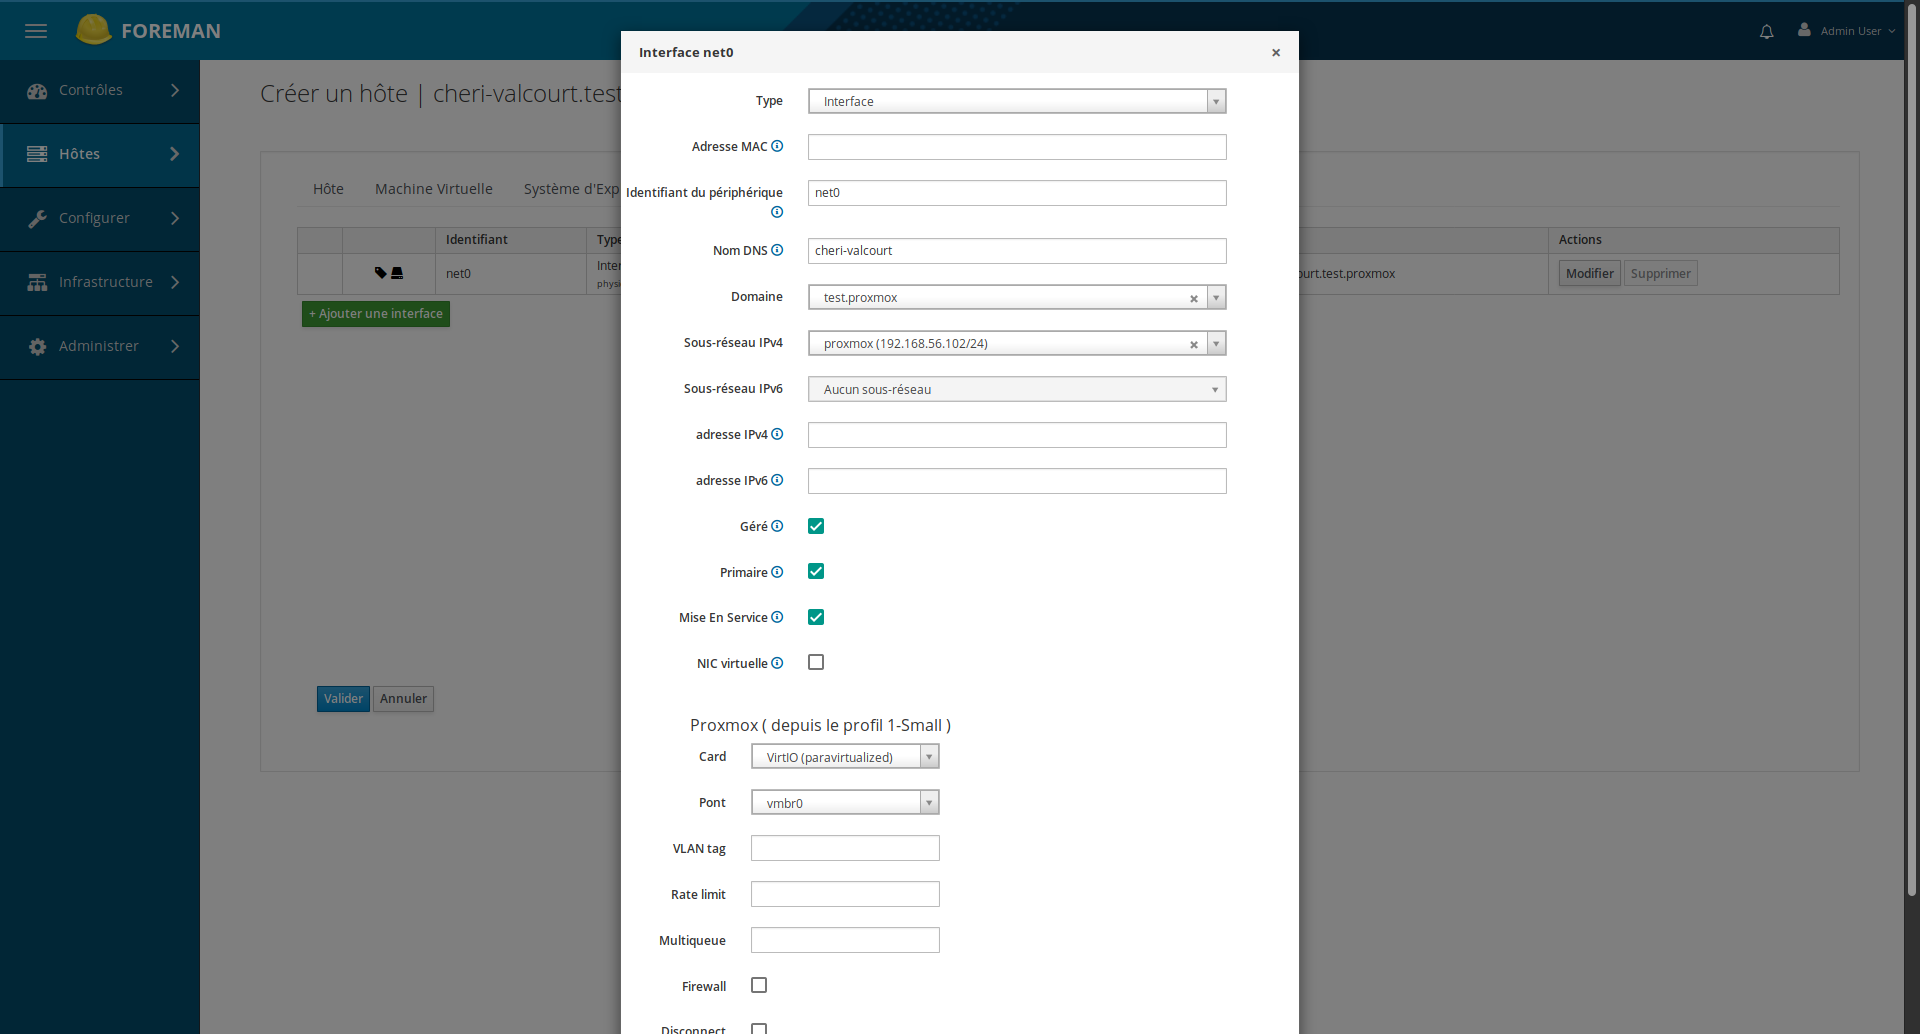 FOREMAN
Admin User
Contrôles
Hôtes
Configurer
Infrastructure
Administrer
Créer un hôte | cheri-valcourt.test
Hôte
Machine Virtuelle
Système d'Exp
Identifiant
Type
Actions
net0
Inter
phys
ourt.test.proxmox
Modifier
Supprimer
+ Ajouter une interface
Valider
Annuler
Interface net0
×
Type
Interface
Adresse MAC
Identifiant du périphérique
net0
Nom DNS
cheri-valcourt
Domaine
test.proxmox
×
Sous-réseau IPv4
proxmox (192.168.56.102/24)
×
Sous-réseau IPv6
Aucun sous-réseau
adresse IPv4
adresse IPv6
Géré
Primaire
Mise En Service
NIC virtuelle
Proxmox ( depuis le profil 1-Small )
Card
VirtIO (paravirtualized)
Pont
vmbr0
VLAN tag
Rate limit
Multiqueue
Firewall
Disconnect